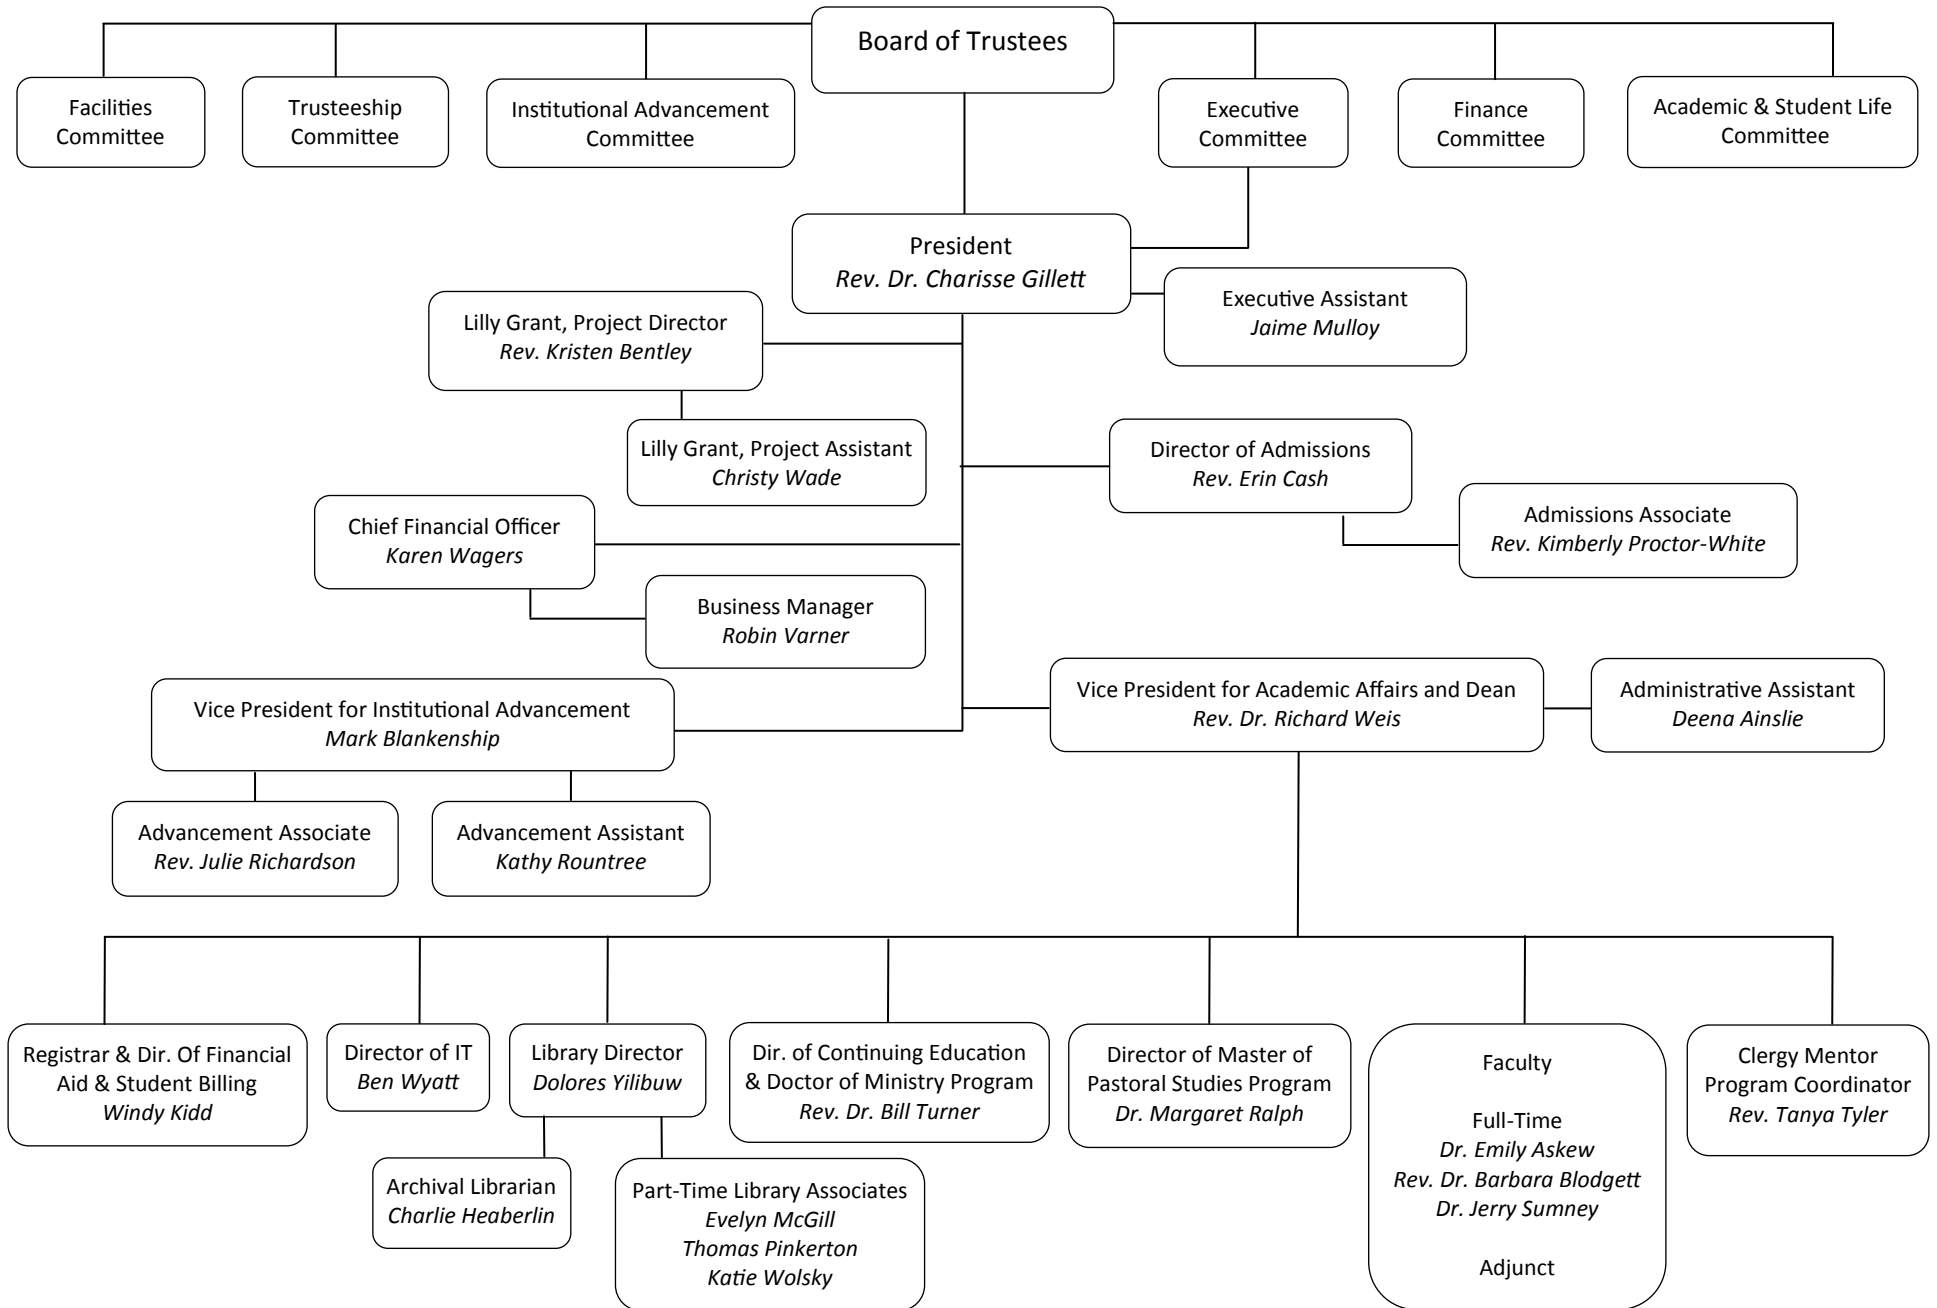 Board of Trustees
Facilities
Committee
Trusteeship
Committee
Institutional Advancement
Committee
Executive
Committee
Finance
Committee
Academic & Student Life
Committee
President
Rev. Dr. Charisse Gillett
Executive Assistant
Jaime Mulloy
Lilly Grant, Project Director
Rev. Kristen Bentley
Lilly Grant, Project Assistant
Christy Wade
Director of Admissions
Rev. Erin Cash
Admissions Associate
Rev. Kimberly Proctor-White
Chief Financial Officer
Karen Wagers
Business Manager
Robin Varner
Vice President for Institutional Advancement
Mark Blankenship
Vice President for Academic Affairs and Dean
Rev. Dr. Richard Weis
Administrative Assistant
Deena Ainslie
Advancement Associate
Rev. Julie Richardson
Advancement Assistant
Kathy Rountree
Registrar & Dir. Of Financial
Aid & Student Billing
Windy Kidd
Director of IT
Ben Wyatt
Library Director
Dolores Yilibuw
Dir. of Continuing Education
& Doctor of Ministry Program
Rev. Dr. Bill Turner
Director of Master of
Pastoral Studies Program
Dr. Margaret Ralph
Faculty
Full-Time
Dr. Emily Askew
Rev. Dr. Barbara Blodgett
Dr. Jerry Sumney
Adjunct
Clergy Mentor
Program Coordinator
Rev. Tanya Tyler
Archival Librarian
Charlie Heaberlin
Part-Time Library Associates
Evelyn McGill
Thomas Pinkerton
Katie Wolsky